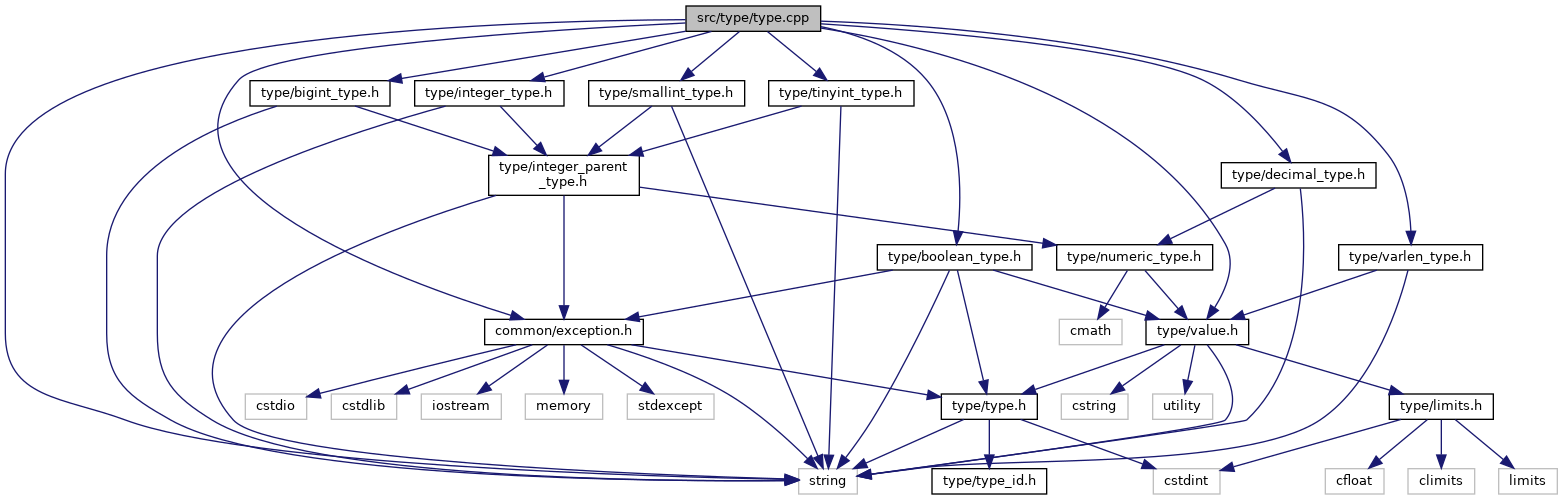 src/type/type.cpp
type/bigint_type.h
type/integer_type.h
type/smallint_type.h
type/tinyint_type.h
type/integer_parent
_type.h
type/decimal_type.h
type/boolean_type.h
type/numeric_type.h
type/varlen_type.h
common/exception.h
cmath
type/value.h
cstdio
cstdlib
iostream
memory
stdexcept
type/type.h
cstring
utility
type/limits.h
string
type/type_id.h
cstdint
cfloat
climits
limits